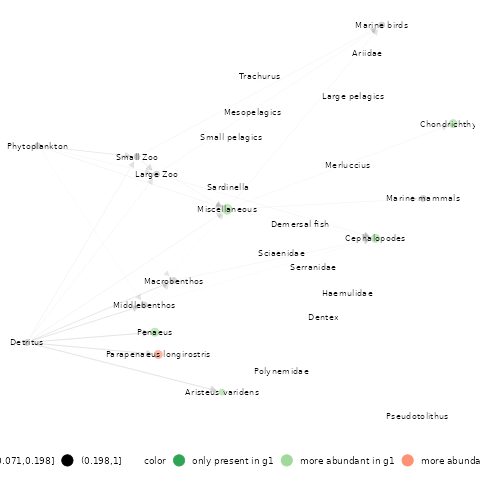 Marine birds
Ariidae
Trachurus
Large pelagics
Mesopelagics
Chondrichthy
Small pelagics
Phytoplankton
Small Zoo
Merluccius
Large Zoo
Sardinella
Marine mammals
Miscellaneous
Demersal fish
Cephalopodes
Sciaenidae
Serranidae
Macrobenthos
Haemulidae
Middlebenthos
Dentex
Penaeus
Detritus
Parapenaeus longirostris
Polynemidae
Aristeus varidens
Pseudotolithus
0.071,0.198] (0.198,1] color only present in g1 more abundant in g1 more abunda